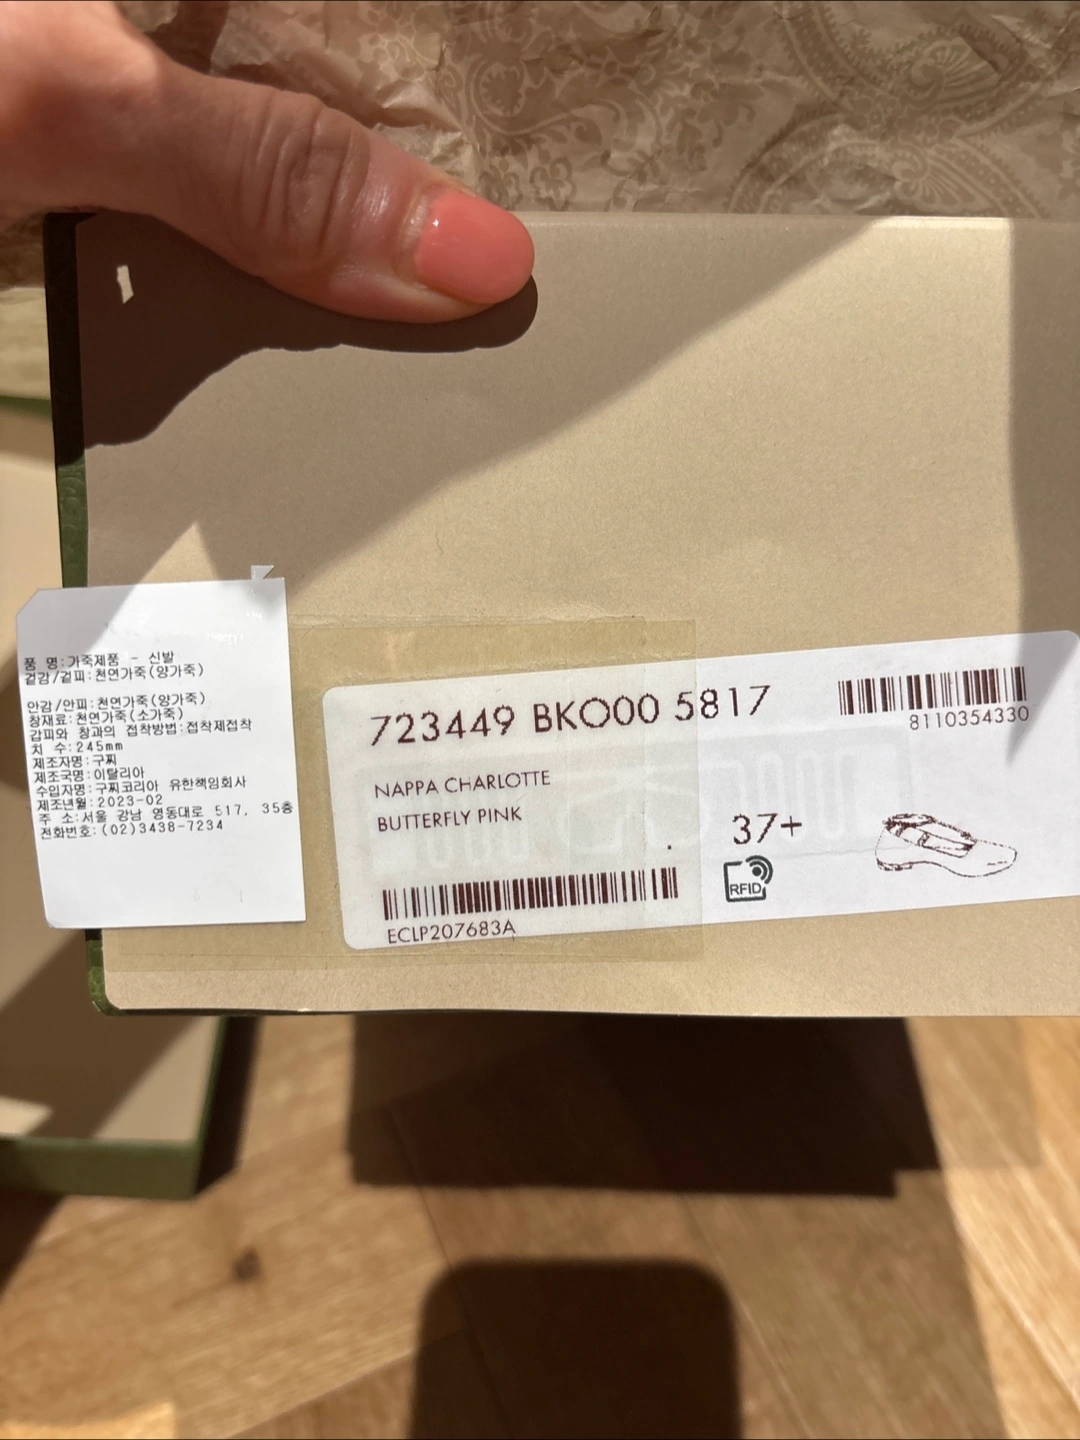 품 명:가죽제품 - 신발
겉감/겉피:천연가죽(양가죽)
안감/안피:천연가죽(양가죽)
창재료:천연가죽(소가죽)
갑피와 창과의 접착방법:접착제접착
치 수:245mm
제조자명:구찌
제조국명:이탈리아
수입자명:구찌코리아 유한책임회사
제조년월:2023-02
주 소:서울 강남 영동대로 517, 35층
전화번호:(02)3438-7234
723449 BKO00 5817
8110354330
NAPPA CHARLOTTE
BUTTERFLY PINK
37+
RFID
ECLP207683A